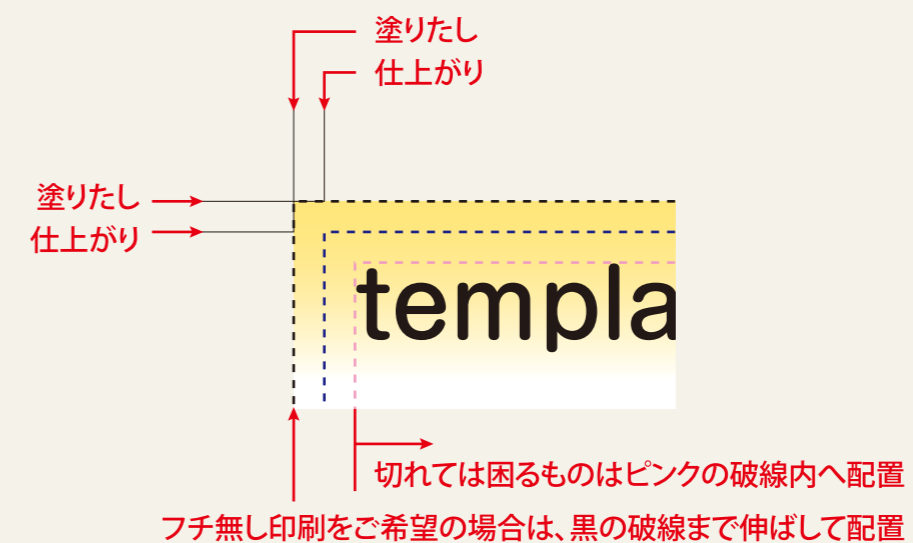 塗りたし
仕上がり
塗りたし
仕上がり
templa
切れては困るものはピンクの破線内へ配置
フチ無し印刷をご希望の場合は、黒の破線まで伸ばして配置